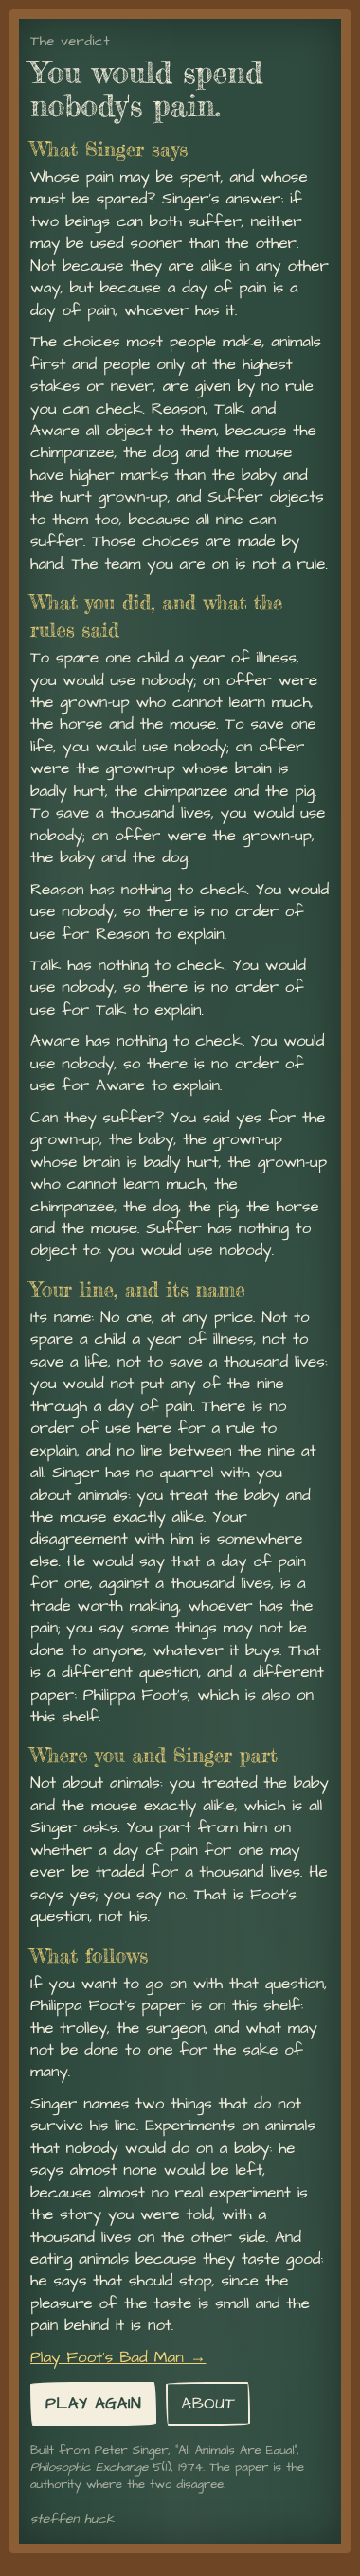 The verdict
You would spend
nobody's pain.
What Singer says
Whose pain may be spent, and whose
must be spared? Singer's answer: if
two beings can both suffer, neither
may be used sooner than the other.
Not because they are alike in any other
way, but because a day of pain is a
day of pain, whoever has it.
The choices most people make, animals
first and people only at the highest
stakes or never, are given by no rule
you can check. Reason, Talk and
Aware all object to them, because the
chimpanzee, the dog and the mouse
have higher marks than the baby and
the hurt grown-up, and Suffer objects
to them too, because all nine can
suffer. Those choices are made by
hand. The team you are on is not a rule.
What you did, and what the
rules said
To spare one child a year of illness,
you would use nobody; on offer were
the grown-up who cannot learn much,
the horse and the mouse. To save one
life, you would use nobody; on offer
were the grown-up whose brain is
badly hurt, the chimpanzee and the pig.
To save a thousand lives, you would use
nobody; on offer were the grown-up,
the baby and the dog.
Reason has nothing to check. You would
use nobody, so there is no order of
use for Reason to explain.
Talk has nothing to check. You would
use nobody, so there is no order of
use for Talk to explain.
Aware has nothing to check. You would
use nobody, so there is no order of
use for Aware to explain.
Can they suffer? You said yes for the
grown-up, the baby, the grown-up
whose brain is badly hurt, the grown-up
who cannot learn much, the
chimpanzee, the dog, the pig, the horse
and the mouse. Suffer has nothing to
object to: you would use nobody.
Your line, and its name
Its name: No one, at any price. Not to
spare a child a year of illness, not to
save a life, not to save a thousand lives:
you would not put any of the nine
through a day of pain. There is no
order of use here for a rule to
explain, and no line between the nine at
all. Singer has no quarrel with you
about animals: you treat the baby and
the mouse exactly alike. Your
disagreement with him is somewhere
else. He would say that a day of pain
for one, against a thousand lives, is a
trade worth making, whoever has the
pain; you say some things may not be
done to anyone, whatever it buys. That
is a different question, and a different
paper: Philippa Foot's, which is also on
this shelf.
Where you and Singer part
Not about animals: you treated the baby
and the mouse exactly alike, which is all
Singer asks. You part from him on
whether a day of pain for one may
ever be traded for a thousand lives. He
says yes; you say no. That is Foot's
question, not his.
What follows
If you want to go on with that question,
Philippa Foot's paper is on this shelf:
the trolley, the surgeon, and what may
not be done to one for the sake of
many.
Singer names two things that do not
survive his line. Experiments on animals
that nobody would do on a baby: he
says almost none would be left,
because almost no real experiment is
the story you were told, with a
thousand lives on the other side. And
eating animals because they taste good:
he says that should stop, since the
pleasure of the taste is small and the
pain behind it is not.
Play Foot's Bad Man →
PLAY AGAIN
ABOUT
Built from Peter Singer, "All Animals Are Equal",
Philosophic Exchange 5(1), 1974. The paper is the
authority where the two disagree.
steffen huck